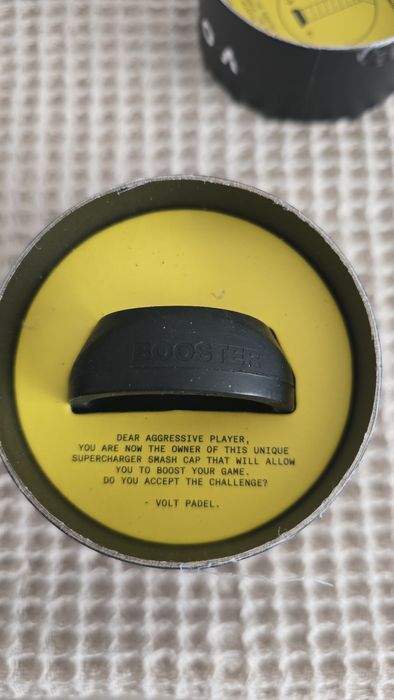 BOOSTER
DEAR AGGRESSIVE PLAYER,
YOU ARE NOW THE OWNER OF THIS UNIQUE
SUPERCHARGER SMASH CAP THAT WILL ALLOW
YOU TO BOOST YOUR GAME.
DO YOU ACCEPT THE CHALLENGE?
- VOLT PADEL.